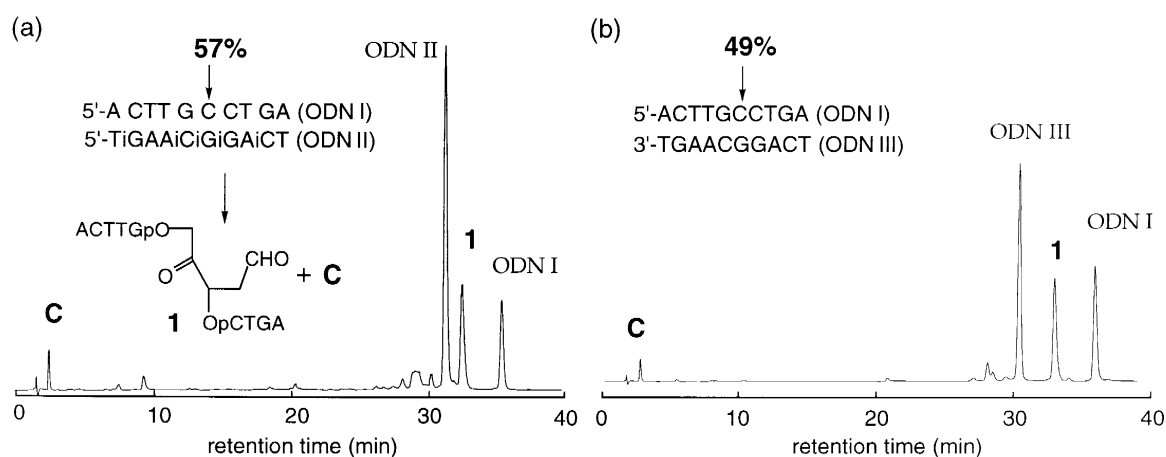 (a)
57%
5'-A CTT G C CT GA (ODN I)
5'-TiGAAiCiGiGAiCT (ODN II)
ACTTGpO
O
CHO
+ C
1
OpCTGA
C
ODN II
1
ODN I
0 10 20 30 40
retention time (min)
(b)
49%
5'-ACTTGCCTGA (ODN I)
3'-TGAACGGACT (ODN III)
C
ODN III
1
ODN I
0 10 20 30 40
retention time (min)